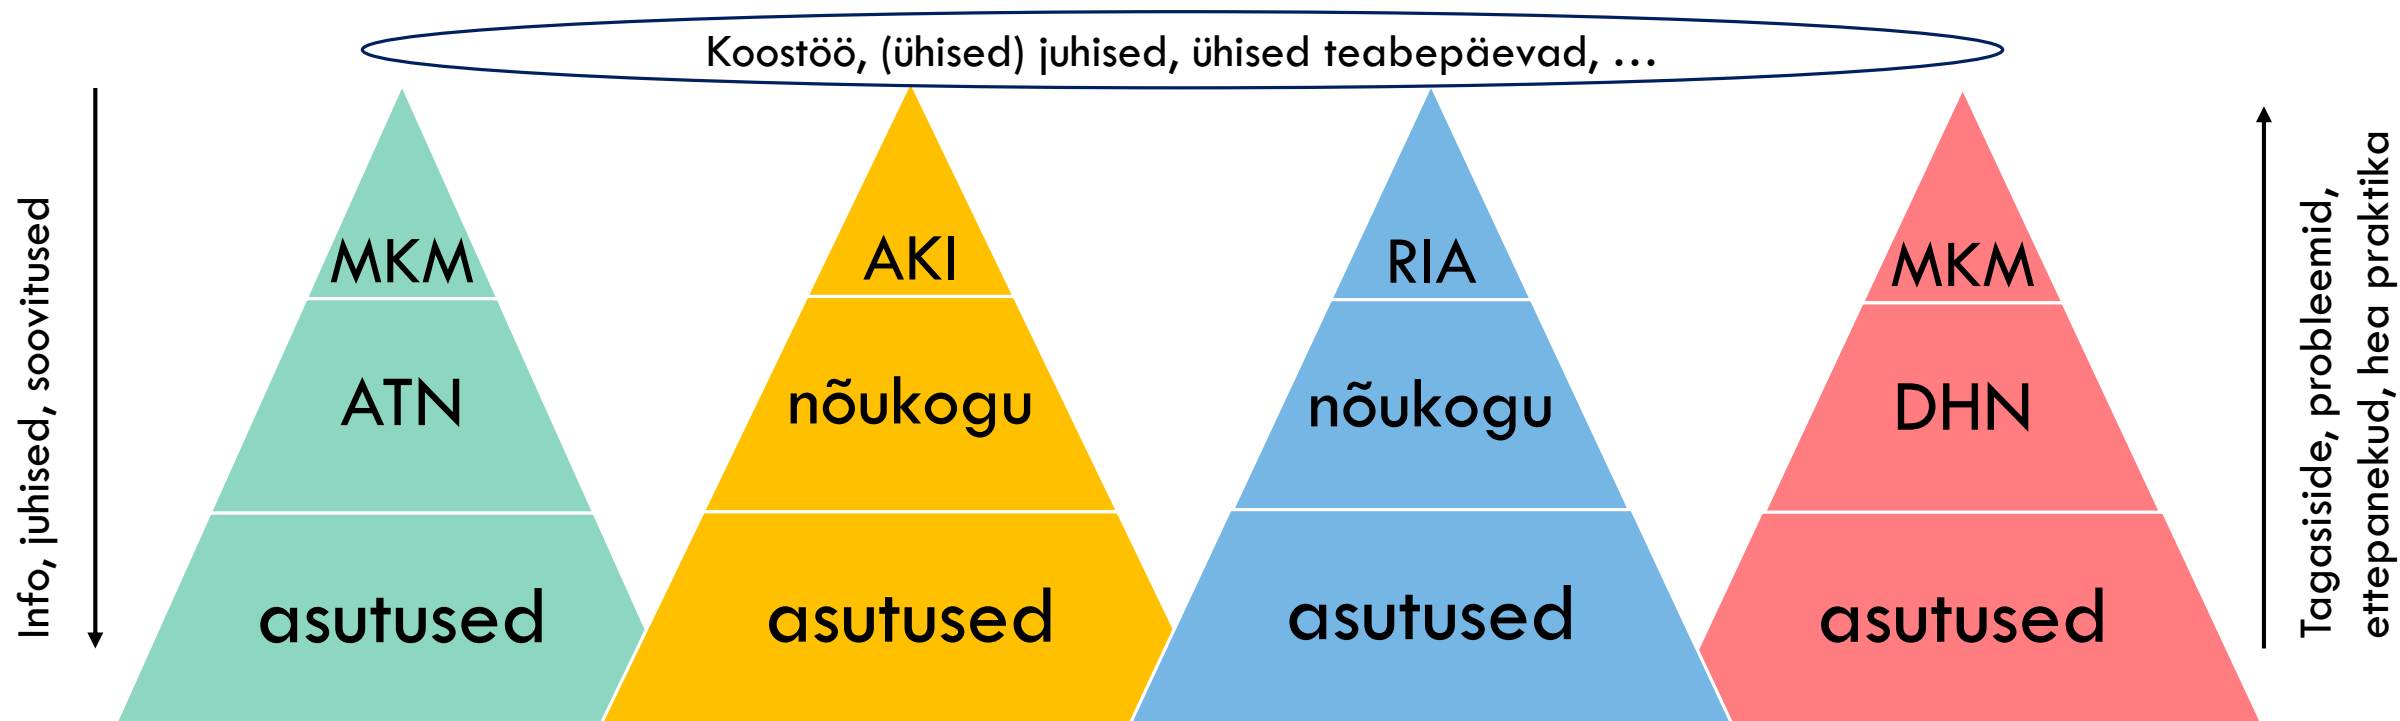 Koostöö, (ühised) juhised, ühised teabepäevad, …
Info, juhised, soovitused
MKM
ATN
asutused
AKI
nõukogu
asutused
RIA
nõukogu
asutused
MKM
DHN
asutused
Tagasiside, probleemid,
ettepanekud, hea praktika